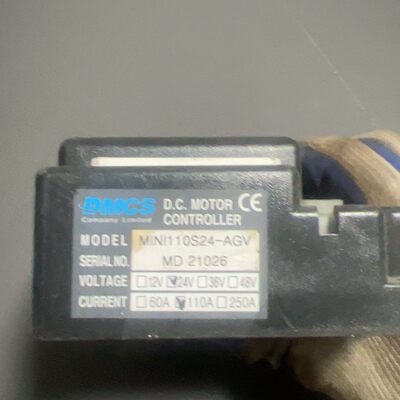 DMCS D.C. MOTOR CE
Company Limited CONTROLLER
MODEL MINI110S24-AGV
SERIAL NO. MD 21026
VOLTAGE ☐12V ☑24V ☐36V ☐48V
CURRENT ☐60A ☑110A ☐250A